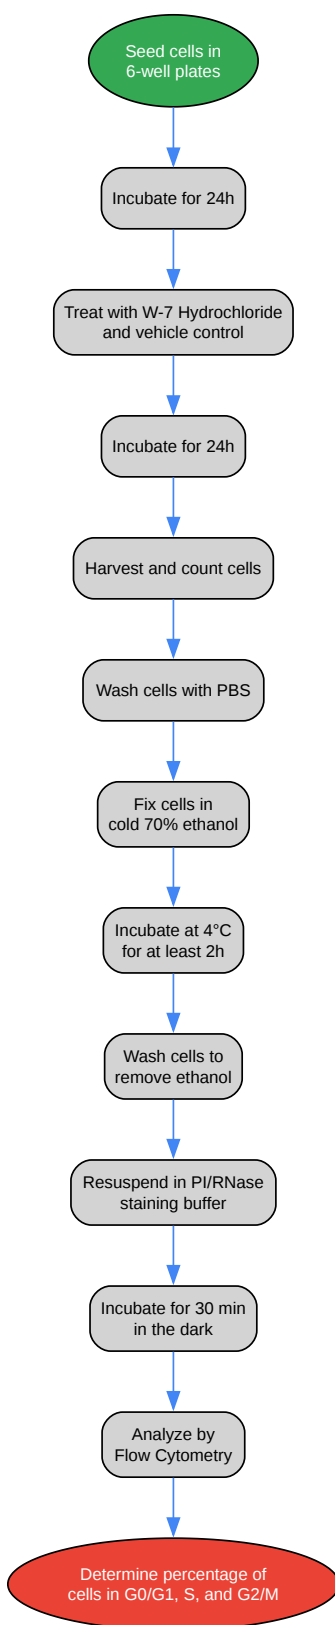 Seed cells in
6-well plates
Incubate for 24h
Treat with W-7 Hydrochloride
and vehicle control
Incubate for 24h
Harvest and count cells
Wash cells with PBS
Fix cells in
cold 70% ethanol
Incubate at 4°C
for at least 2h
Wash cells to
remove ethanol
Resuspend in PI/RNase
staining buffer
Incubate for 30 min
in the dark
Analyze by
Flow Cytometry
Determine percentage of
cells in G0/G1, S, and G2/M